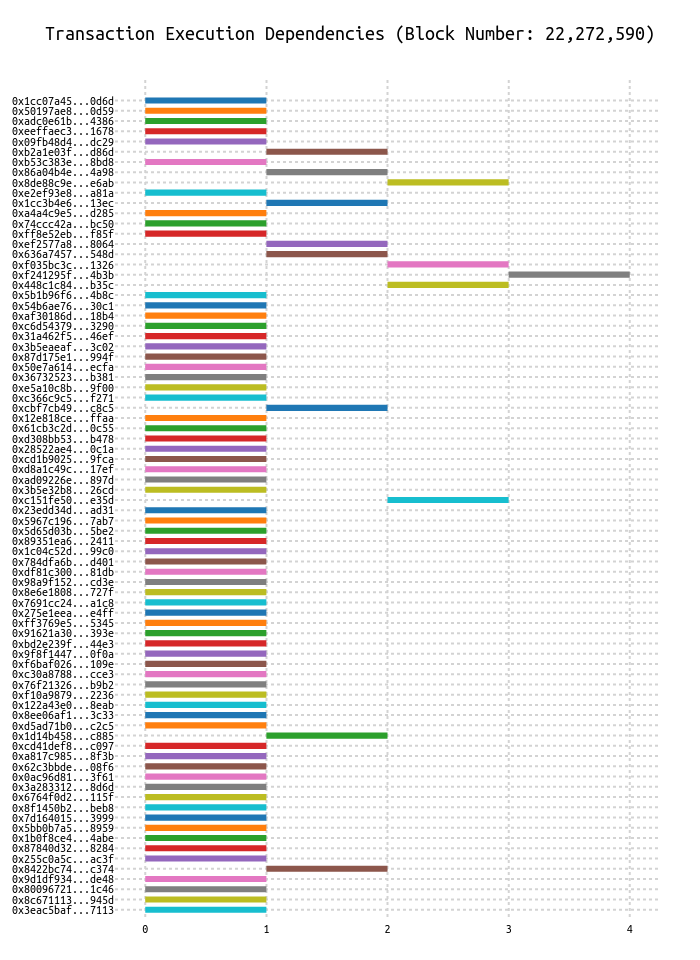 Transaction Execution Dependencies (Block Number: 22,272,590)
0x1cc07a45...0d6d
0x50197ae8...0d59
0xadc0e61b...4386
0xeeffaec3...1678
0x09fb48d4...dc29
0xb2a1e03f...d86d
0xb53c383e...8bd8
0x86a04b4e...4a98
0x8de88c9e...e6ab
0xe2ef93e8...a81a
0x1cc3b4e6...13ec
0xa4a4c9e5...d285
0x74ccc42a...bc50
0xff8e52eb...f85f
0xef2577a8...8064
0x636a7457...548d
0xf035bc3c...1326
0xf241295f...4b3b
0x448c1c84...b35c
0x5b1b96f6...4b8c
0x54b6ae76...30c1
0xaf30186d...18b4
0xc6d54379...3290
0x31a462f5...46ef
0x3b5eaeaf...3c02
0x87d175e1...994f
0x50e7a614...ecfa
0x36732523...b381
0xe5a10c8b...9f00
0xc366c9c5...f271
0xcbf7cb49...c8c5
0x12e818ce...ffaa
0x61cb3c2d...0c55
0xd308bb53...b478
0x28522ae4...0c1a
0xcd1b9025...9fca
0xd8a1c49c...17ef
0xad09226e...897d
0x3b5e32b8...26cd
0xc151fe50...e35d
0x23edd34d...ad31
0x5967c196...7ab7
0x5d65d03b...5be2
0x89351ea6...2411
0x1c04c52d...99c0
0x784dfa6b...d401
0xdf81c300...81db
0x98a9f152...cd3e
0x8e6e1808...727f
0x7691cc24...a1c8
0x275e1eea...e4ff
0xff3769e5...5345
0x91621a30...393e
0xbd2e239f...44e3
0x9f8f1447...0f0a
0xf6baf026...109e
0xc30a8788...cce3
0x76f21326...b9b2
0xf10a9879...2236
0x122a43e0...8eab
0x8ee06af1...3c33
0xd5ad71b0...c2c5
0x1d14b458...c885
0xcd41def8...c097
0xa817c985...8f3b
0x62c3bbde...08f6
0x0ac96d81...3f61
0x3a283312...8d6d
0x6764f0d2...115f
0x8f1450b2...beb8
0x7d164015...3999
0x5bb0b7a5...8959
0x1b0f8ce4...4abe
0x87840d32...8284
0x255c0a5c...ac3f
0x8422bc74...c374
0x9d1df934...de48
0x80096721...1c46
0x8c671113...945d
0x3eac5baf...7113
0 1 2 3 4